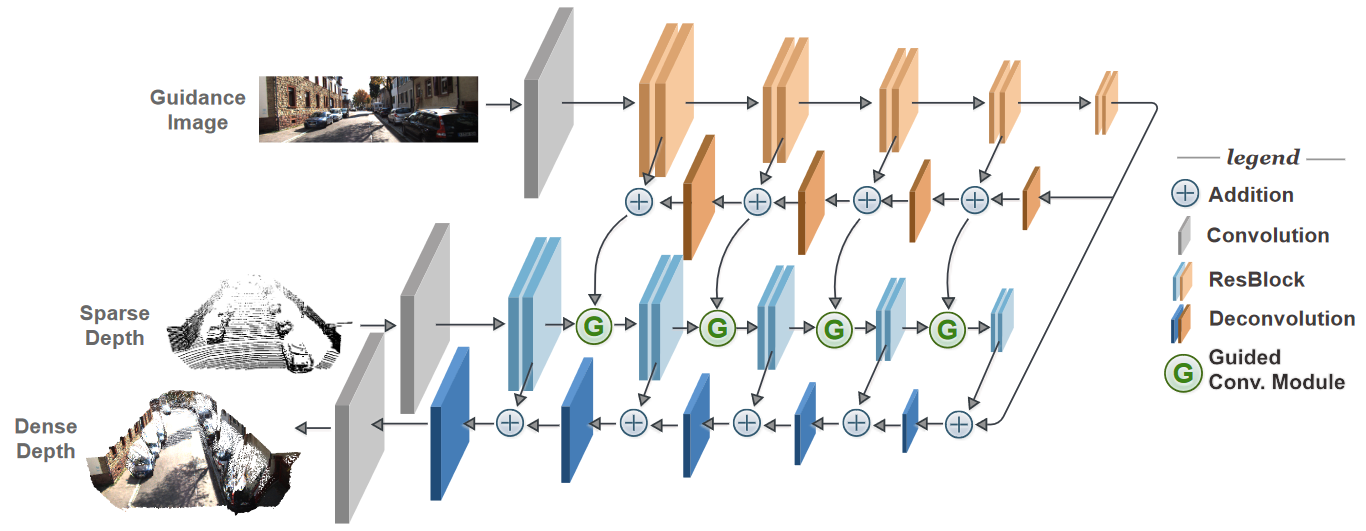 Guidance
Image
legend
Addition
Convolution
ResBlock
Sparse
Depth
Deconvolution
G
G
G
G
Guided
Conv. Module
G
Dense
Depth